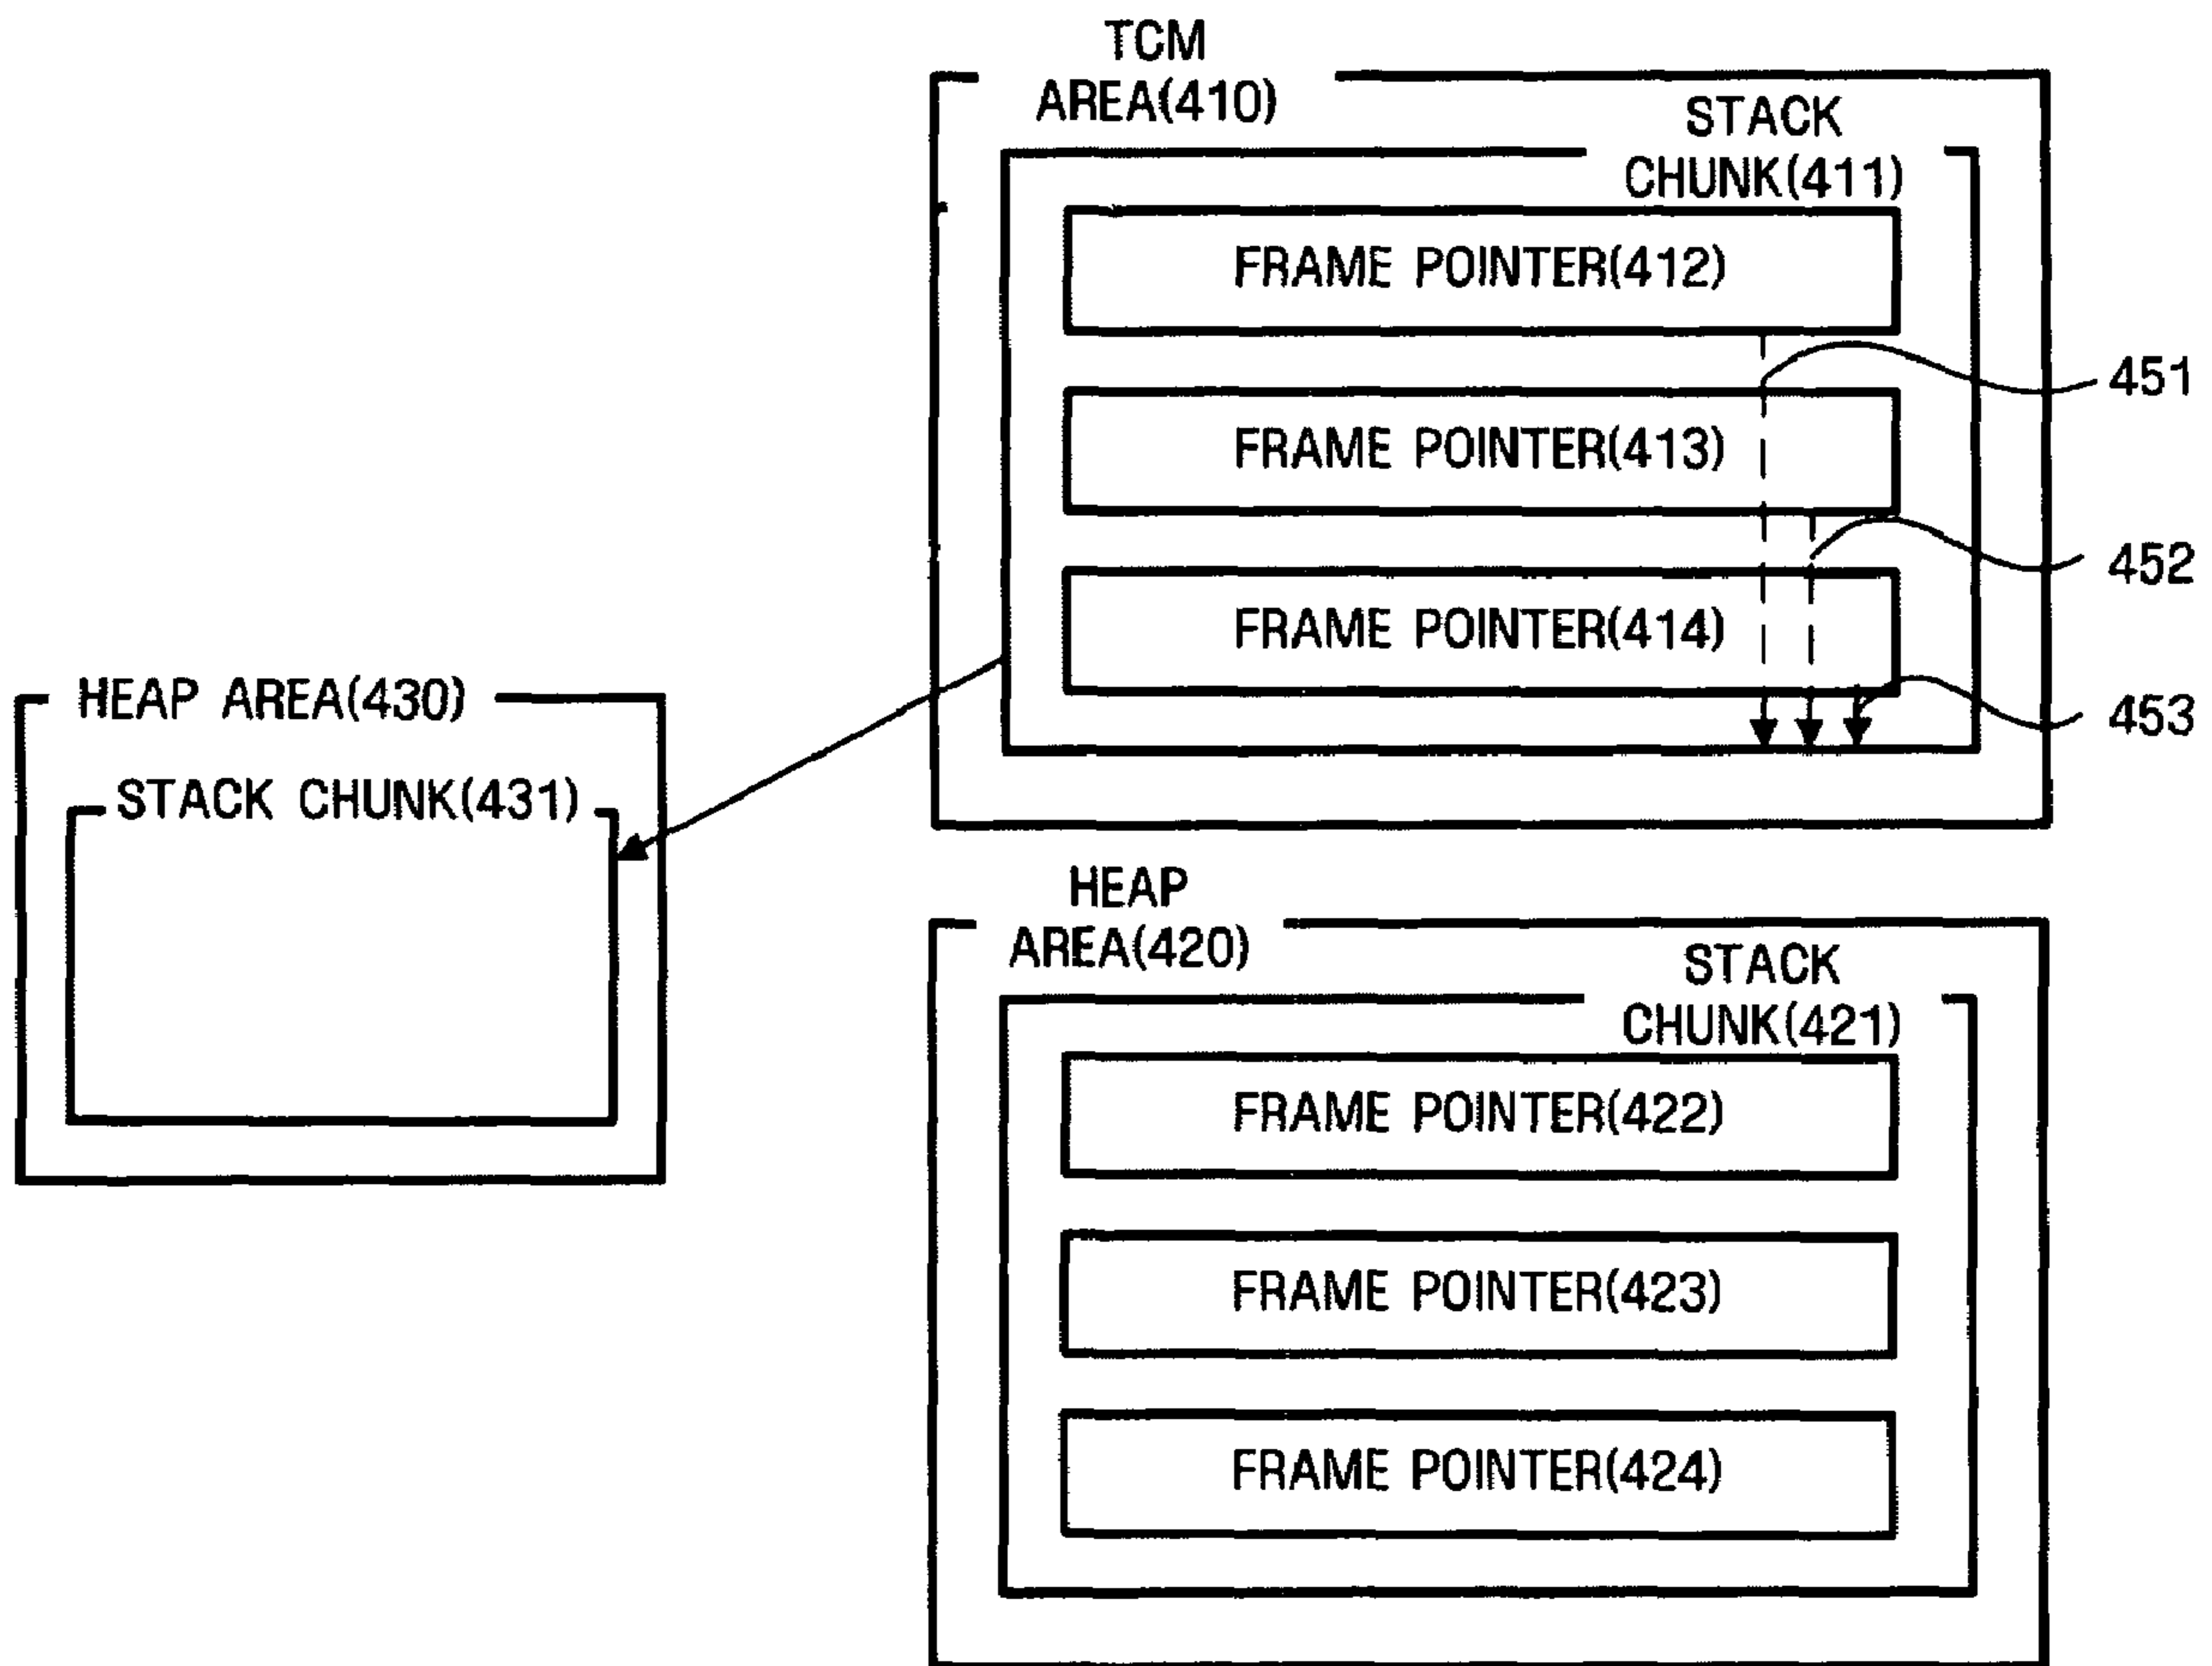 TCM
AREA(410)
STACK
CHUNK(411)
FRAME POINTER(412)
451
FRAME POINTER(413)
452
FRAME POINTER(414)
453
HEAP AREA(430)
STACK CHUNK(431)
HEAP
AREA(420)
STACK
CHUNK(421)
FRAME POINTER(422)
FRAME POINTER(423)
FRAME POINTER(424)